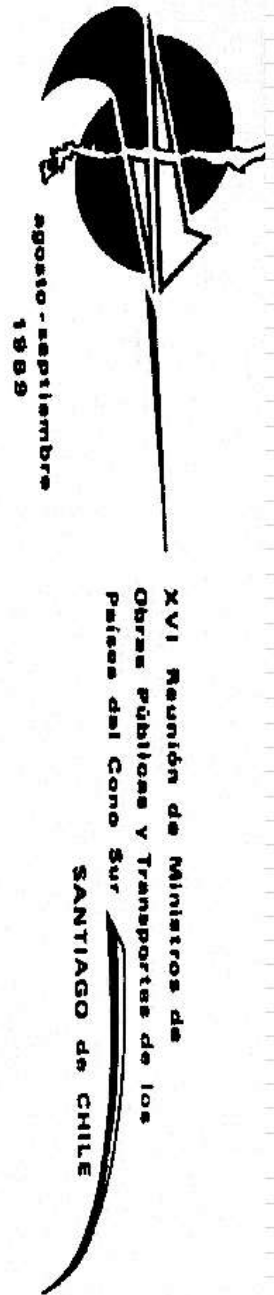 agosto-septiembre
1989
XVI Reunión de Ministros de
Obras Públicas y Transportes de los
Países del Cono Sur
SANTIAGO de CHILE